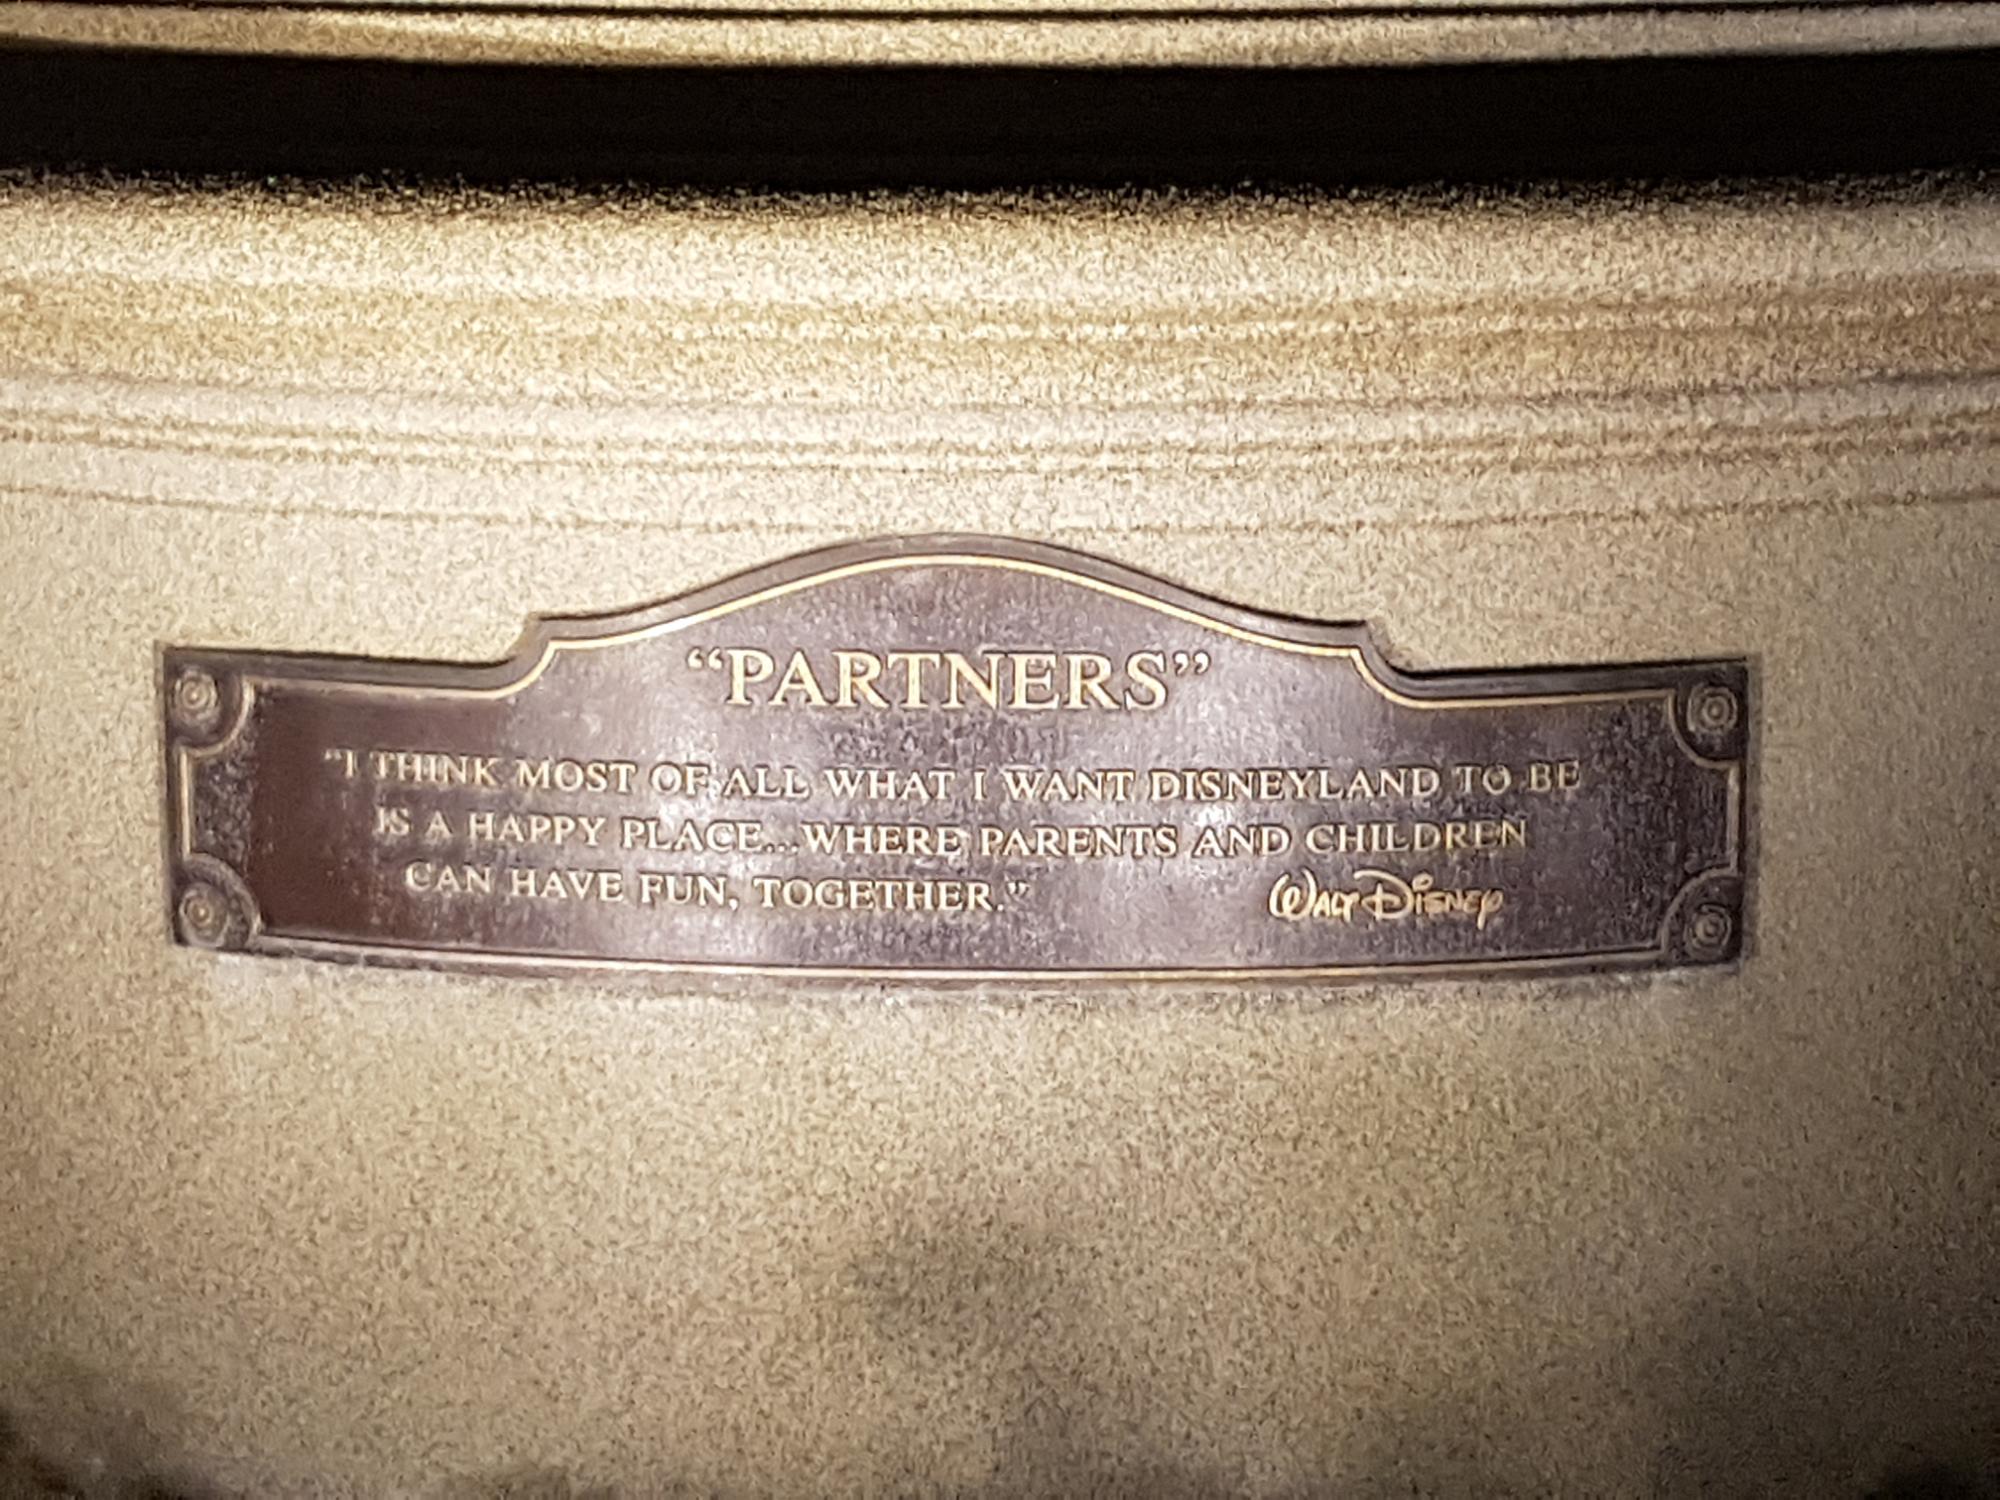 “PARTNERS”
“I THINK MOST OF ALL WHAT I WANT DISNEYLAND TO BE
IS A HAPPY PLACE...WHERE PARENTS AND CHILDREN
CAN HAVE FUN, TOGETHER.” WALT DISNEY